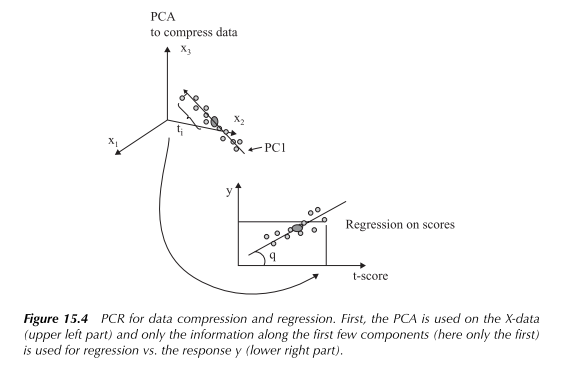 PCA
to compress data
x3
x2
ti
x1
PC1
y
Regression on scores
q
t-score
Figure 15.4 PCR for data compression and regression. First, the PCA is used on the X-data
(upper left part) and only the information along the first few components (here only the first)
is used for regression vs. the response y (lower right part).